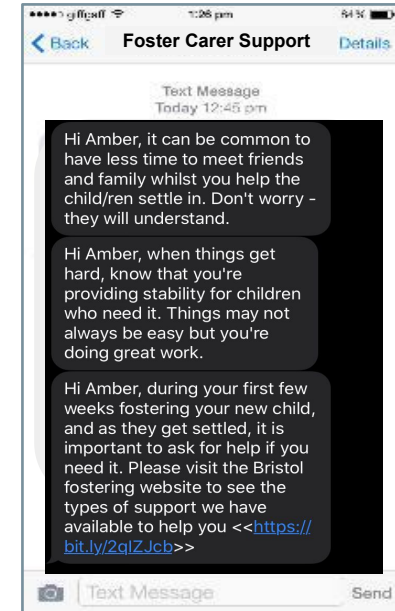 giffgaff 1:26 pm 84%
Back Foster Carer Support Details
Text Message
Today 12:45 pm
Hi Amber, it can be common to
have less time to meet friends
and family whilst you help the
child/ren settle in. Don't worry -
they will understand.
Hi Amber, when things get
hard, know that you're
providing stability for children
who need it. Things may not
always be easy but you're
doing great work.
Hi Amber, during your first few
weeks fostering your new child,
and as they get settled, it is
important to ask for help if you
need it. Please visit the Bristol
fostering website to see the
types of support we have
available to help you <<https://
bit.ly/2qIZJcb>>
Text Message Send